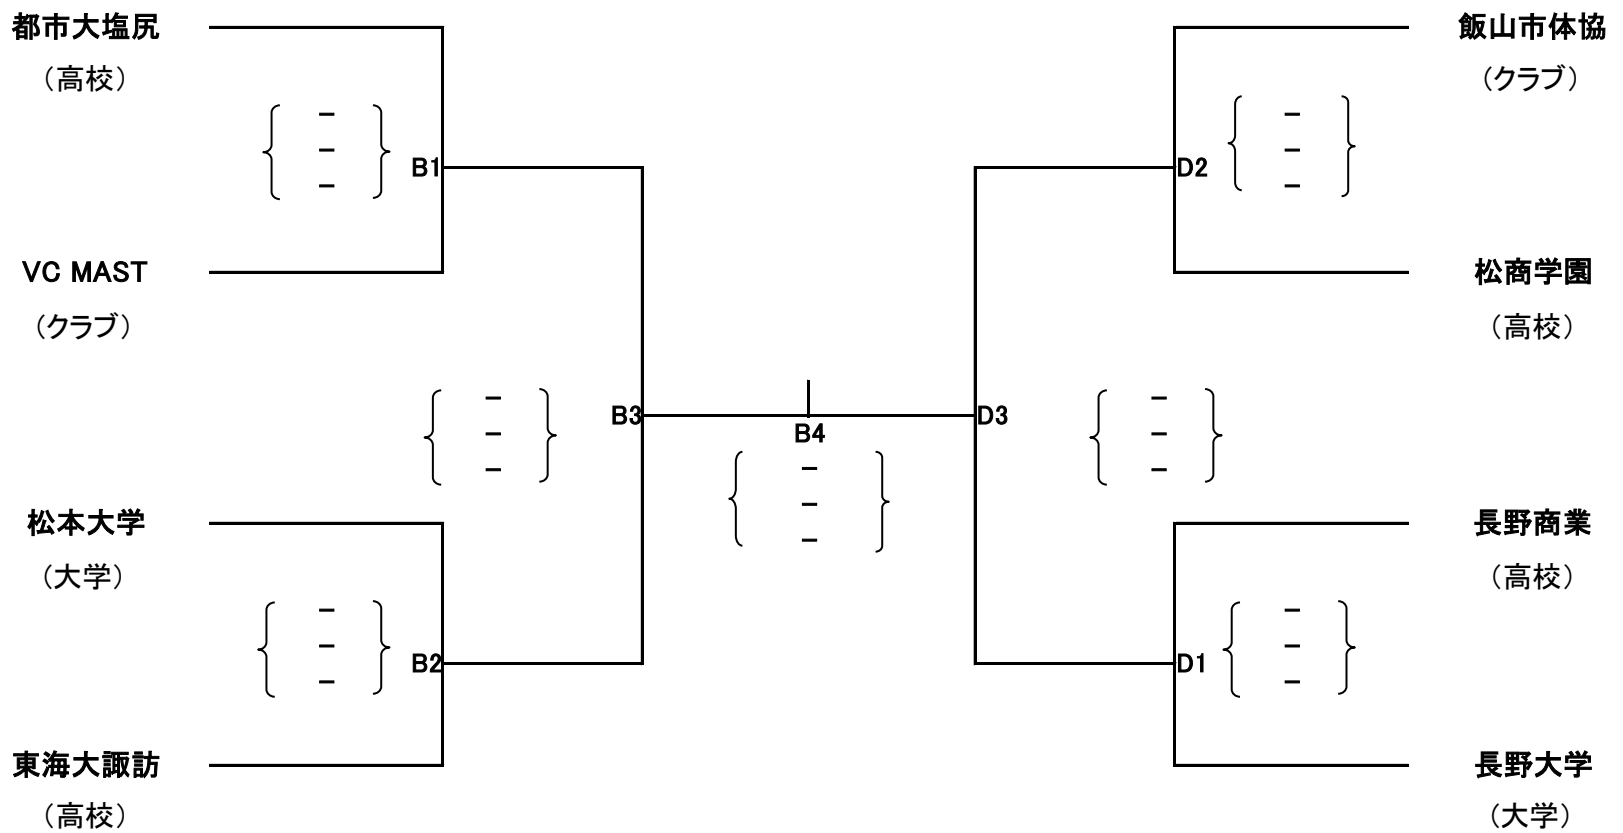 都市大塩尻
（高校）
－
－
－
B1
VC MAST
（クラブ）
－
－
－
B3
松本大学
（大学）
－
－
－
B2
東海大諏訪
（高校）
B4
－
－
－
飯山市体協
（クラブ）
－
－
－
D2
松商学園
（高校）
－
－
－
D3
長野商業
（高校）
－
－
－
D1
長野大学
（大学）